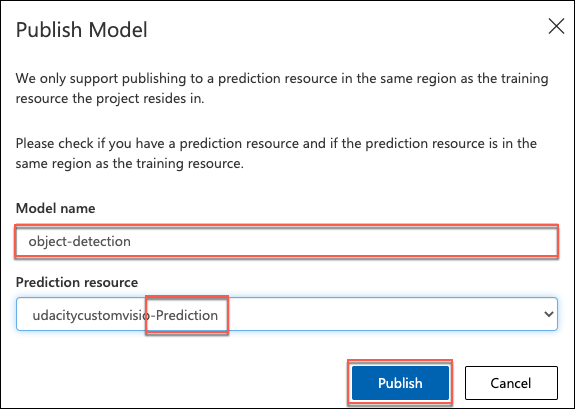 Publish Model
We only support publishing to a prediction resource in the same region as the training
resource the project resides in.
Please check if you have a prediction resource and if the prediction resource is in the
same region as the training resource.
Model name
object-detection
Prediction resource
udacitycustomvisio-Prediction
Publish
Cancel